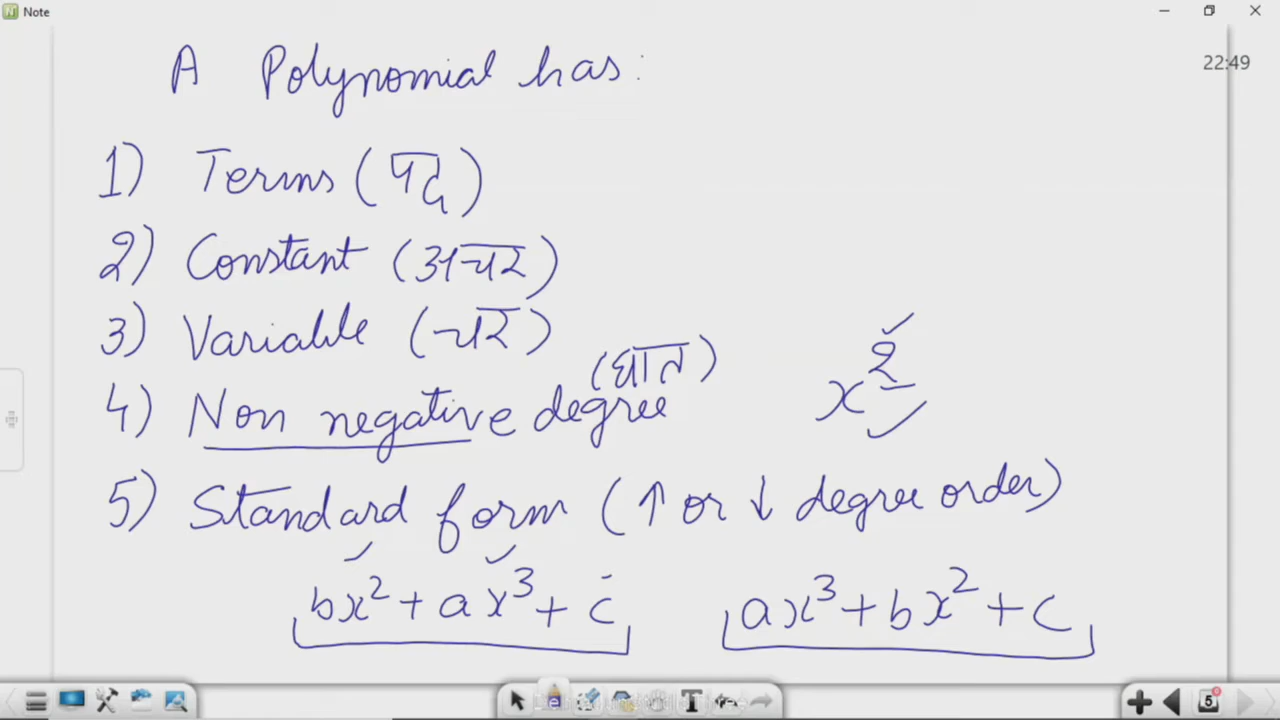 Note
22:49
A Polynomial has:
1) Terms (पद)
2) Constant (अचर)
3) Variable (चर)
4) Non negative degree (घात)
x²
5) Standard form (↑ or ↓ degree order)
bx² + ax³ + c
ax³ + bx² + c
5